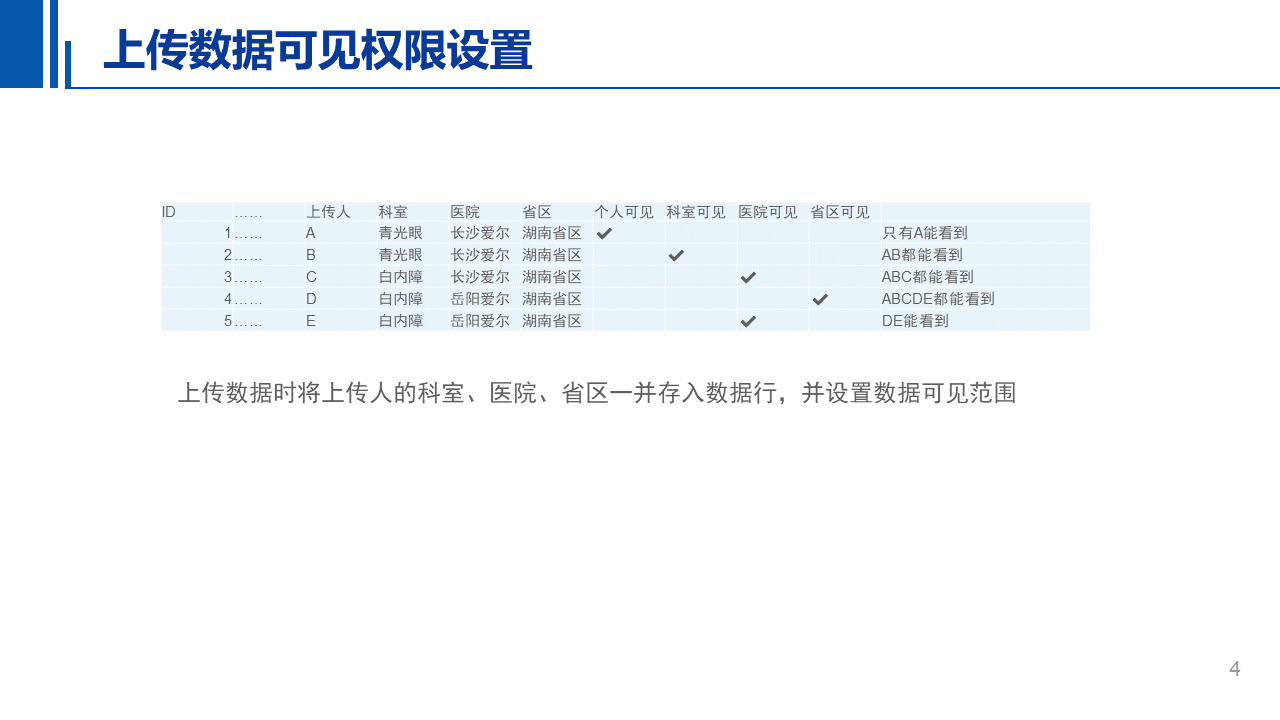 上传数据可见权限设置
ID …… 上传人 科室 医院 省区 个人可见 科室可见 医院可见 省区可见
1 …… A 青光眼 长沙爱尔 湖南省区 ✔ 只有A能看到
2 …… B 青光眼 长沙爱尔 湖南省区 ✔ AB都能看到
3 …… C 白内障 长沙爱尔 湖南省区 ✔ ABC都能看到
4 …… D 白内障 岳阳爱尔 湖南省区 ✔ ABCDE都能看到
5 …… E 白内障 岳阳爱尔 湖南省区 ✔ DE能看到
上传数据时将上传人的科室、医院、省区一并存入数据行，并设置数据可见范围
4